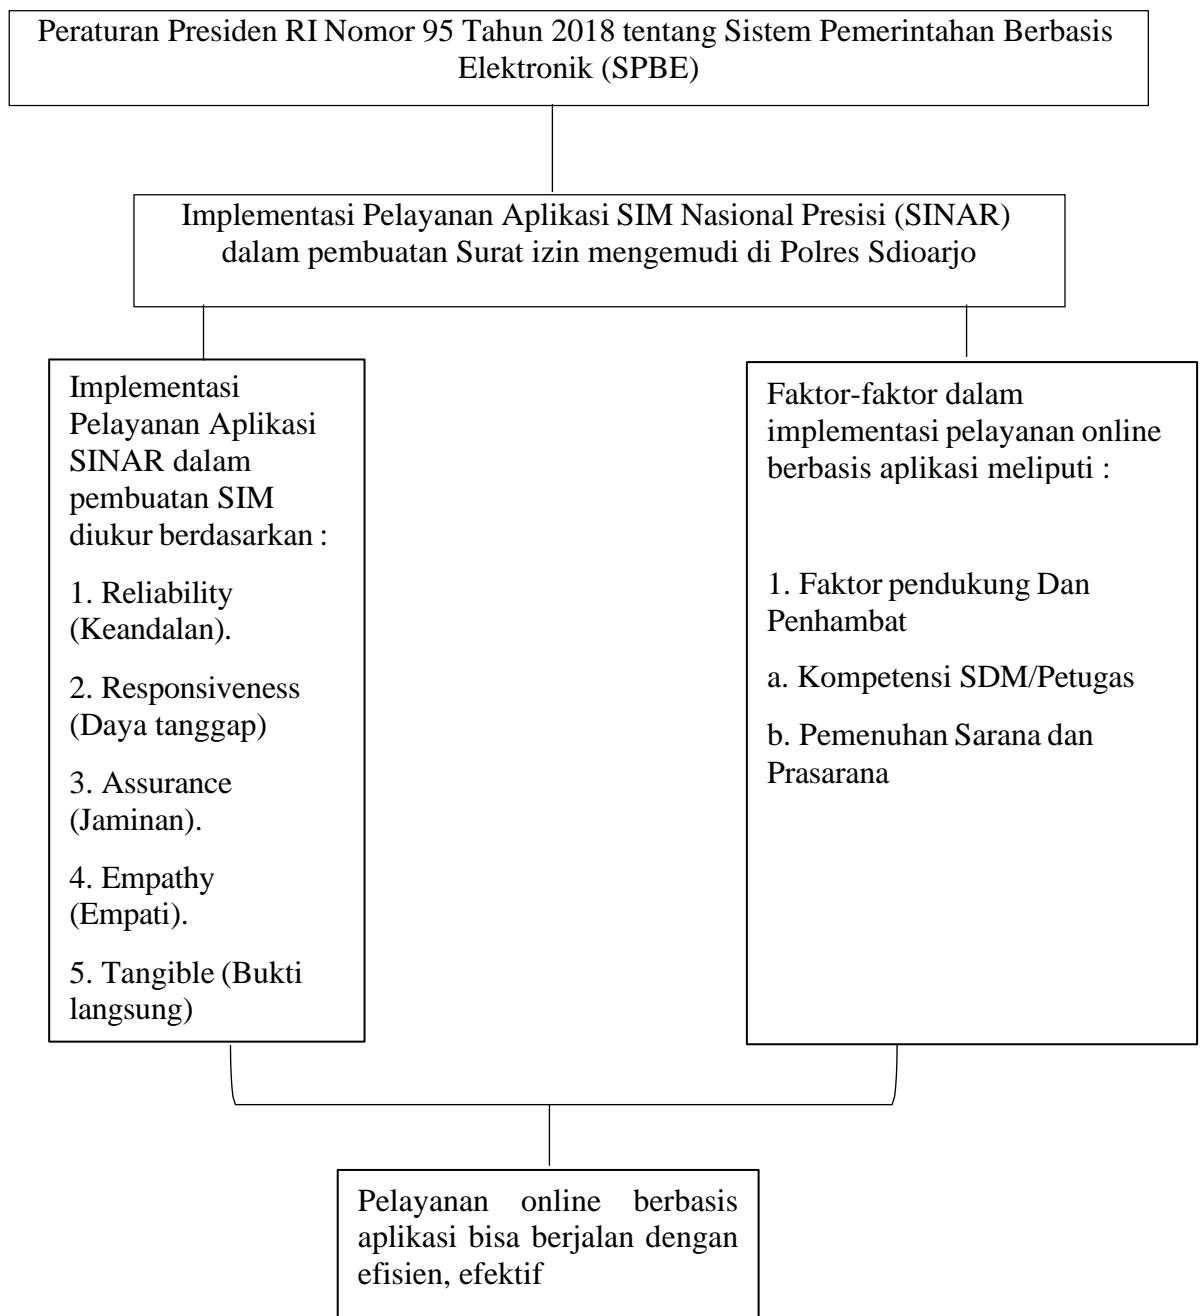 Peraturan Presiden RI Nomor 95 Tahun 2018 tentang Sistem Pemerintahan Berbasis
Elektronik (SPBE)
Implementasi Pelayanan Aplikasi SIM Nasional Presisi (SINAR)
dalam pembuatan Surat izin mengemudi di Polres Sdioarjo
Implementasi
Pelayanan Aplikasi
SINAR dalam
pembuatan SIM
diukur berdasarkan :
1. Reliability
(Keandalan).
2. Responsiveness
(Daya tanggap)
3. Assurance
(Jaminan).
4. Empathy
(Empati).
5. Tangible (Bukti
langsung)
Faktor-faktor dalam
implementasi pelayanan online
berbasis aplikasi meliputi :
1. Faktor pendukung Dan
Penhambat
a. Kompetensi SDM/Petugas
b. Pemenuhan Sarana dan
Prasarana
Pelayanan online berbasis
aplikasi bisa berjalan dengan
efisien, efektif